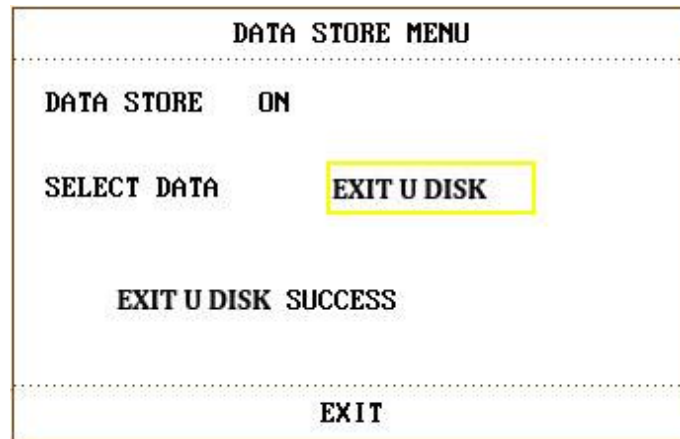 DATA STORE MENU
DATA STORE ON
SELECT DATA EXIT U DISK
EXIT U DISK SUCCESS
EXIT